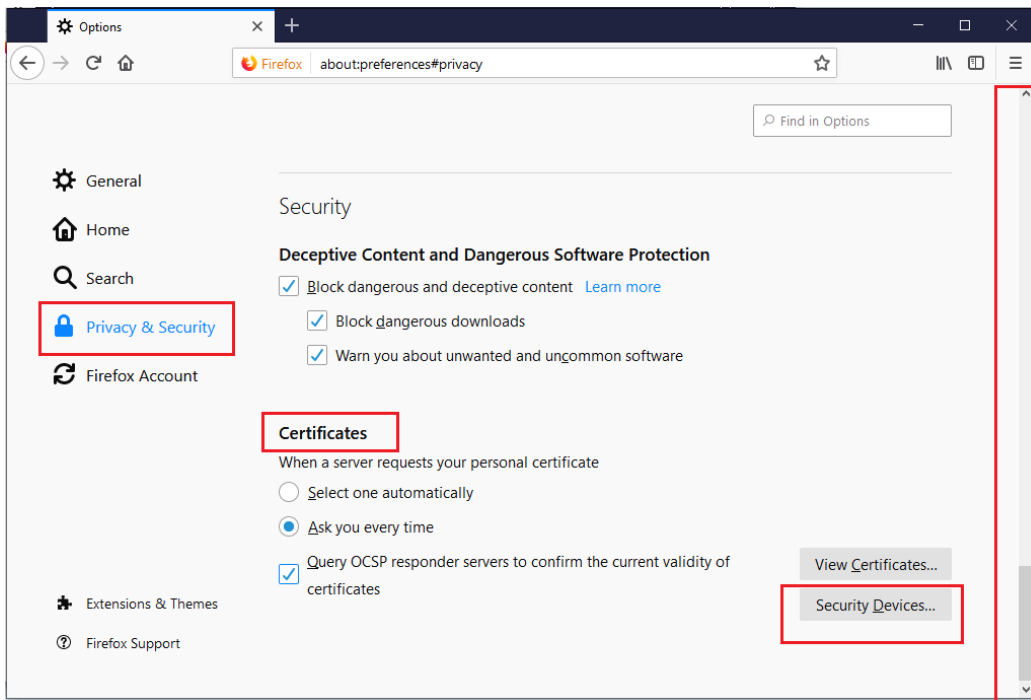 Options
Firefox about:preferences#privacy
Find in Options
General
Home
Search
Privacy & Security
Firefox Account
Extensions & Themes
Firefox Support
Security
Deceptive Content and Dangerous Software Protection
Block dangerous and deceptive content Learn more
Block dangerous downloads
Warn you about unwanted and uncommon software
Certificates
When a server requests your personal certificate
Select one automatically
Ask you every time
Query OCSP responder servers to confirm the current validity of
certificates
View Certificates...
Security Devices...